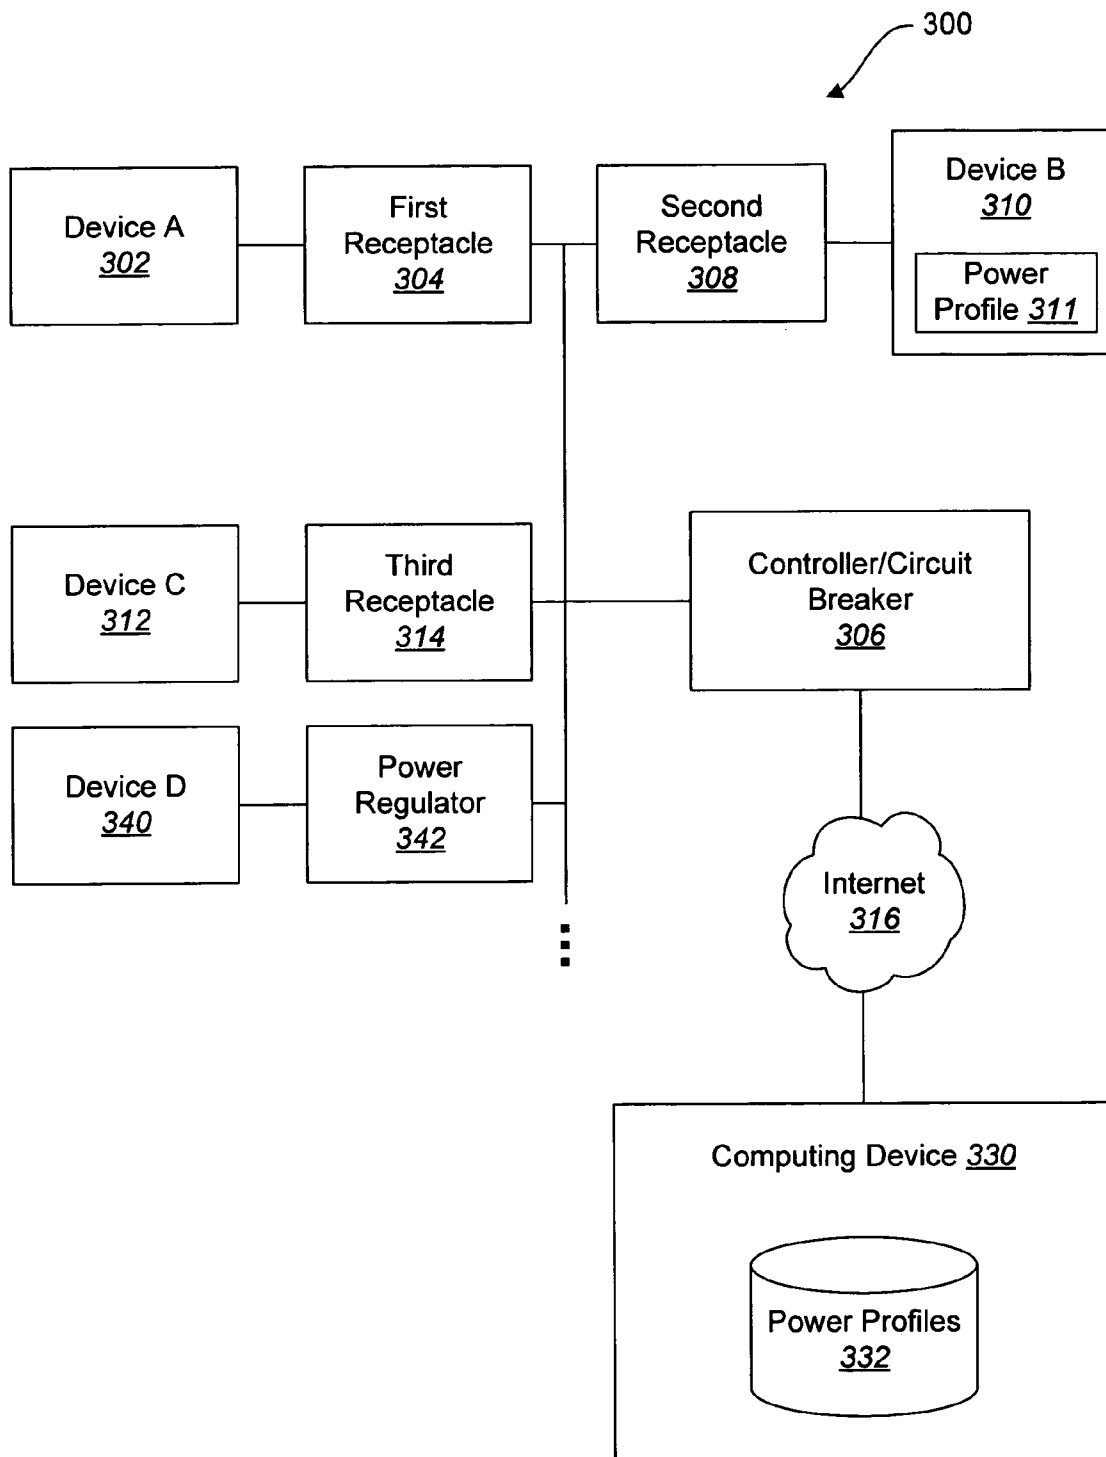 300
Device A
302
First
Receptacle
304
Second
Receptacle
308
Device B
310
Power
Profile 311
Device C
312
Third
Receptacle
314
Controller/Circuit
Breaker
306
Device D
340
Power
Regulator
342
Internet
316
Computing Device 330
Power Profiles
332